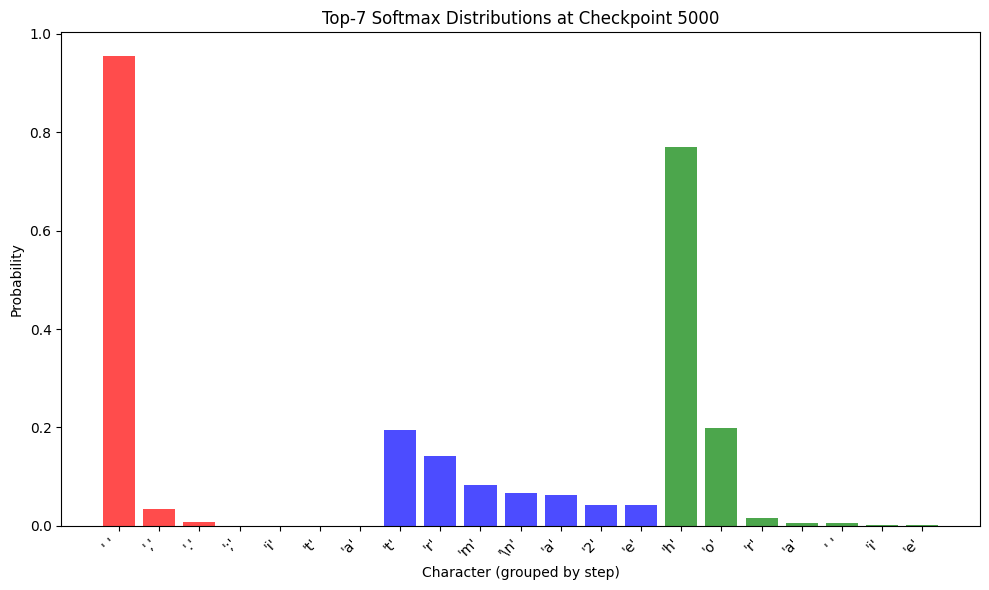 Top-7 Softmax Distributions at Checkpoint 5000
Probability
1.0
0.8
0.6
0.4
0.2
0.0
' '
','
'.'
';'
'i'
't'
'a'
't'
'r'
'm'
'\n'
'a'
'2'
'e'
'h'
'o'
'r'
'a'
' '
'i'
'e'
Character (grouped by step)